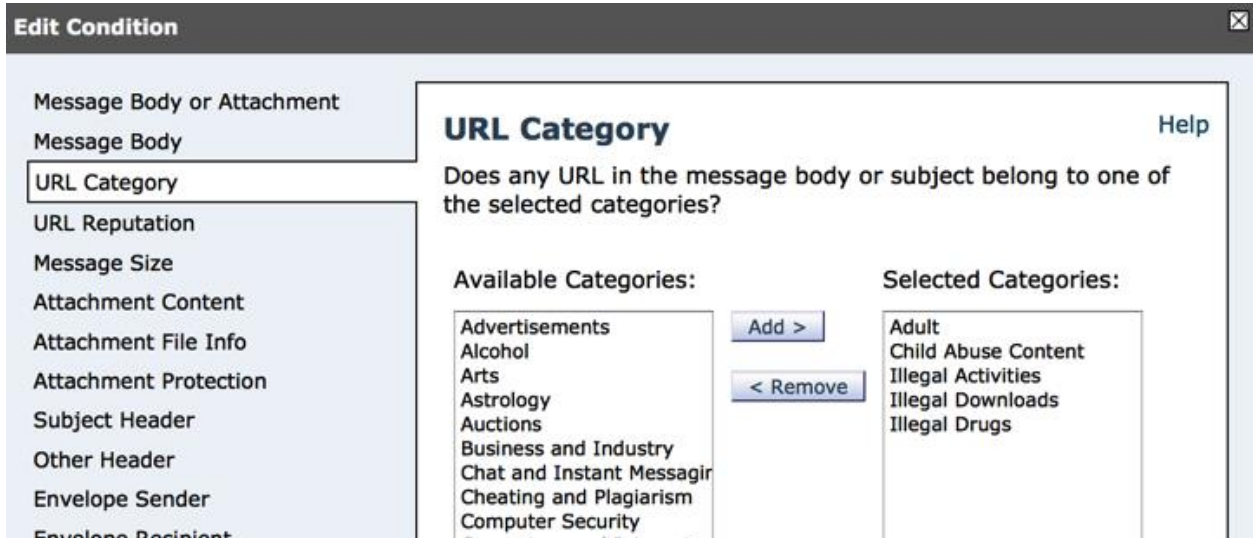 Edit Condition
Message Body or Attachment
Message Body
URL Category
URL Reputation
Message Size
Attachment Content
Attachment File Info
Attachment Protection
Subject Header
Other Header
Envelope Sender
Envelope Recipient
URL Category
Help
Does any URL in the message body or subject belong to one of
the selected categories?
Available Categories:
Advertisements
Alcohol
Arts
Astrology
Auctions
Business and Industry
Chat and Instant Messagin
Cheating and Plagiarism
Computer Security
Add >
< Remove
Selected Categories:
Adult
Child Abuse Content
Illegal Activities
Illegal Downloads
Illegal Drugs